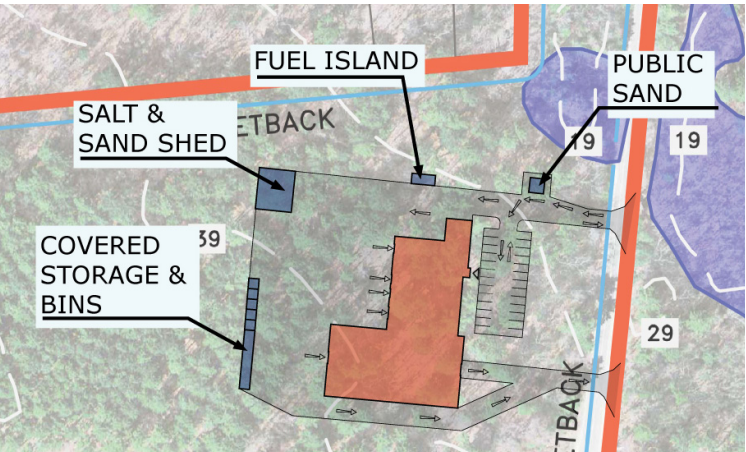 FUEL ISLAND
PUBLIC
SAND
SALT &
SAND SHED
ETBACK
19
19
39
COVERED
STORAGE &
BINS
29
ETBACK